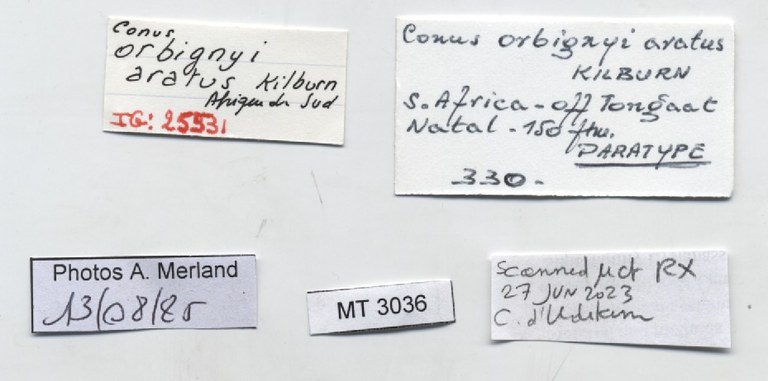 Conus
orbignyi
aratus Kilburn
Afrique du Sud
IG: 25531
Conus orbignyi aratus
KILBURN
S. Africa - off Tongaat
Natal - 150 fms.
PARATYPE
330-
Photos A. Merland
13/08/85
MT 3036
Scanned µct RX
27 JUN 2023
C. d'Udekem